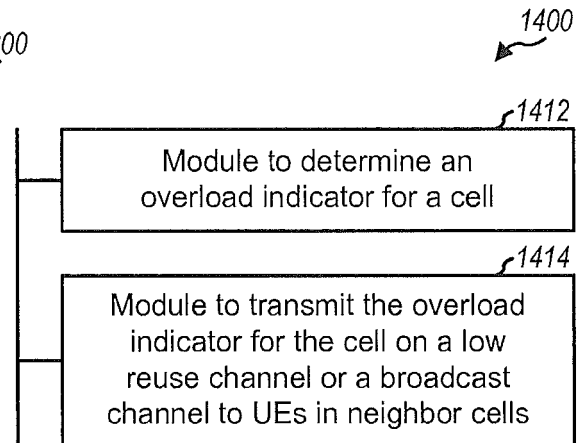 1400
1412
Module to determine an
overload indicator for a cell
1414
Module to transmit the overload
indicator for the cell on a low
reuse channel or a broadcast
channel to UEs in neighbor cells